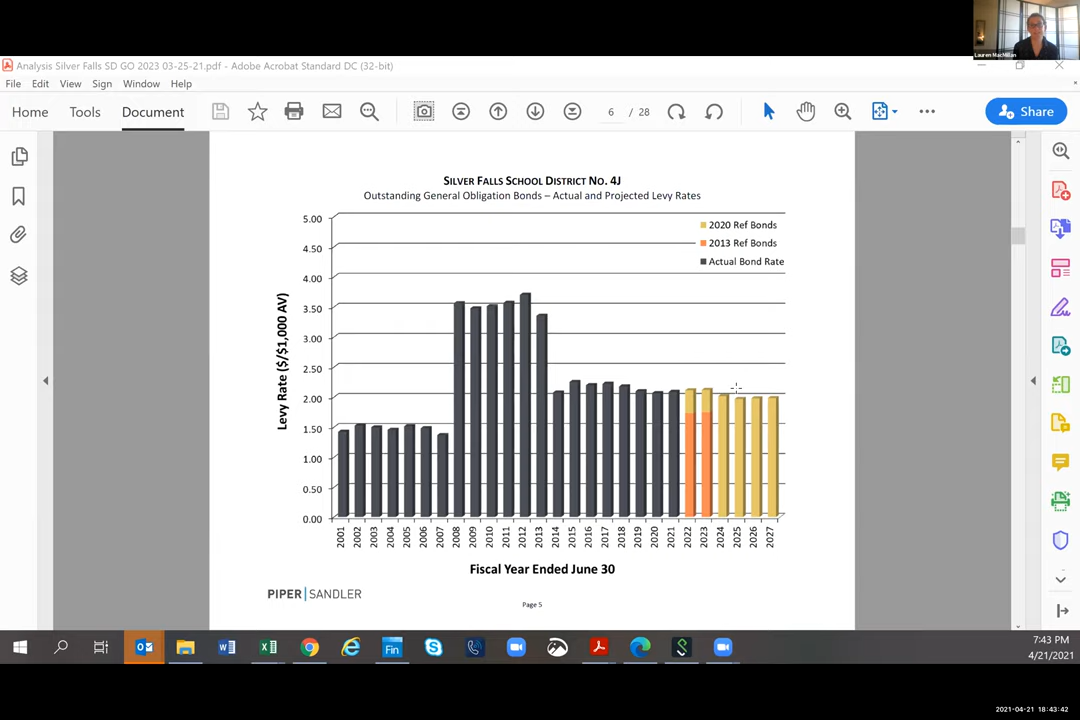 Lauren MacMillan
Analysis Silver Falls SD GO 2023 03-25-21.pdf - Adobe Acrobat Standard DC (32-bit)
File Edit View Sign Window Help
Home Tools Document 6 / 28 Share
SILVER FALLS SCHOOL DISTRICT NO. 4J
Outstanding General Obligation Bonds – Actual and Projected Levy Rates
Levy Rate ($/$1,000 AV)
5.00
4.50
4.00
3.50
3.00
2.50
2.00
1.50
1.00
0.50
0.00
2020 Ref Bonds
2013 Ref Bonds
Actual Bond Rate
2001 2002 2003 2004 2005 2006 2007 2008 2009 2010 2011 2012 2013 2014 2015 2016 2017 2018 2019 2020 2021 2022 2023 2024 2025 2026 2027
Fiscal Year Ended June 30
PIPER | SANDLER
Page 5
Fin
7:43 PM
4/21/2021
2021-04-21 18:43:42